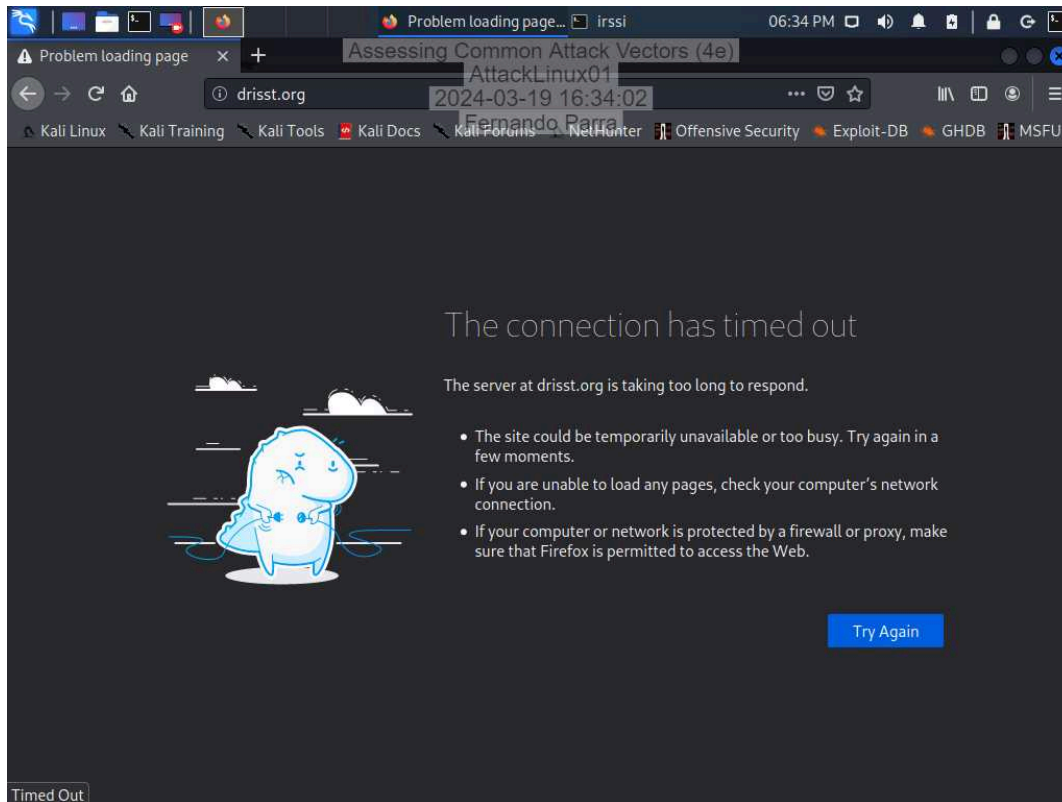 Problem loading page... irssi 06:34 PM
Problem loading page × +
Assessing Common Attack Vectors (4e)
AttackLinux01
2024-03-19 16:34:02
Fernando Parra
drisst.org
Kali Linux Kali Training Kali Tools Kali Docs Kali Forums NetHunter Offensive Security Exploit-DB GHDB MSFU
The connection has timed out
The server at drisst.org is taking too long to respond.
• The site could be temporarily unavailable or too busy. Try again in a
few moments.
• If you are unable to load any pages, check your computer's network
connection.
• If your computer or network is protected by a firewall or proxy, make
sure that Firefox is permitted to access the Web.
Try Again
Timed Out